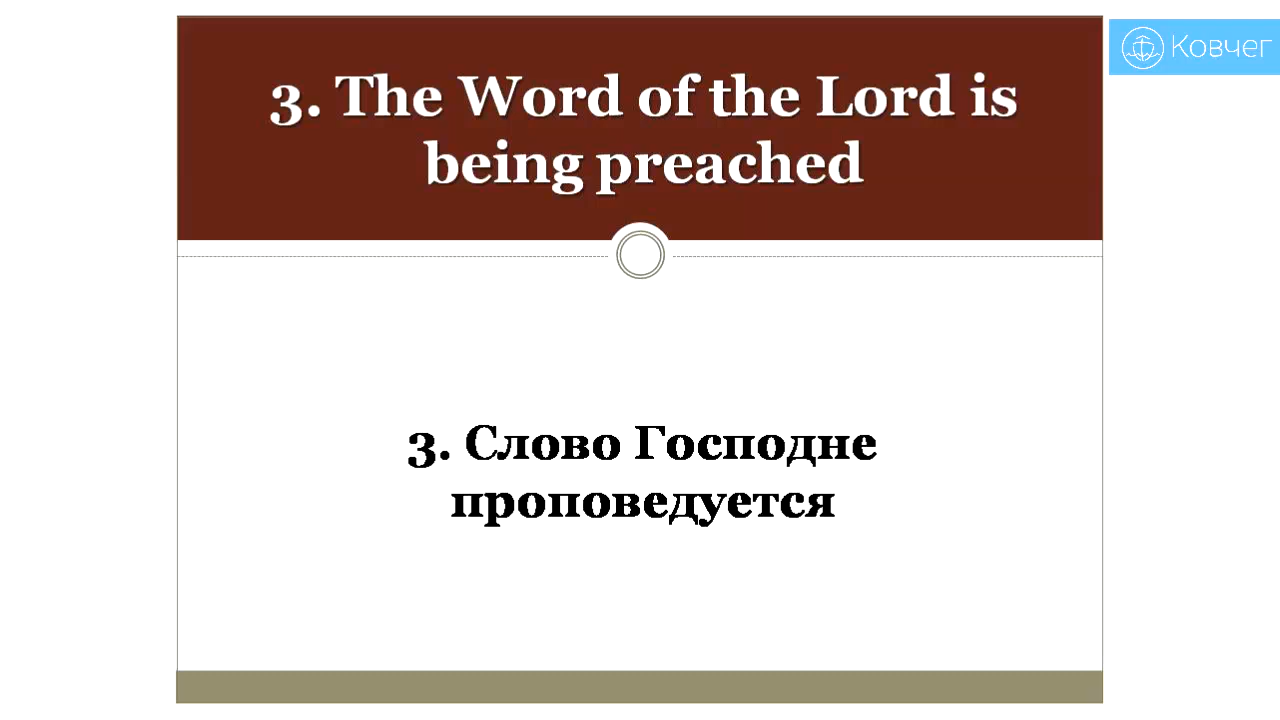 3. The Word of the Lord is
being preached
Ковчег
3. Слово Господне
проповедуется